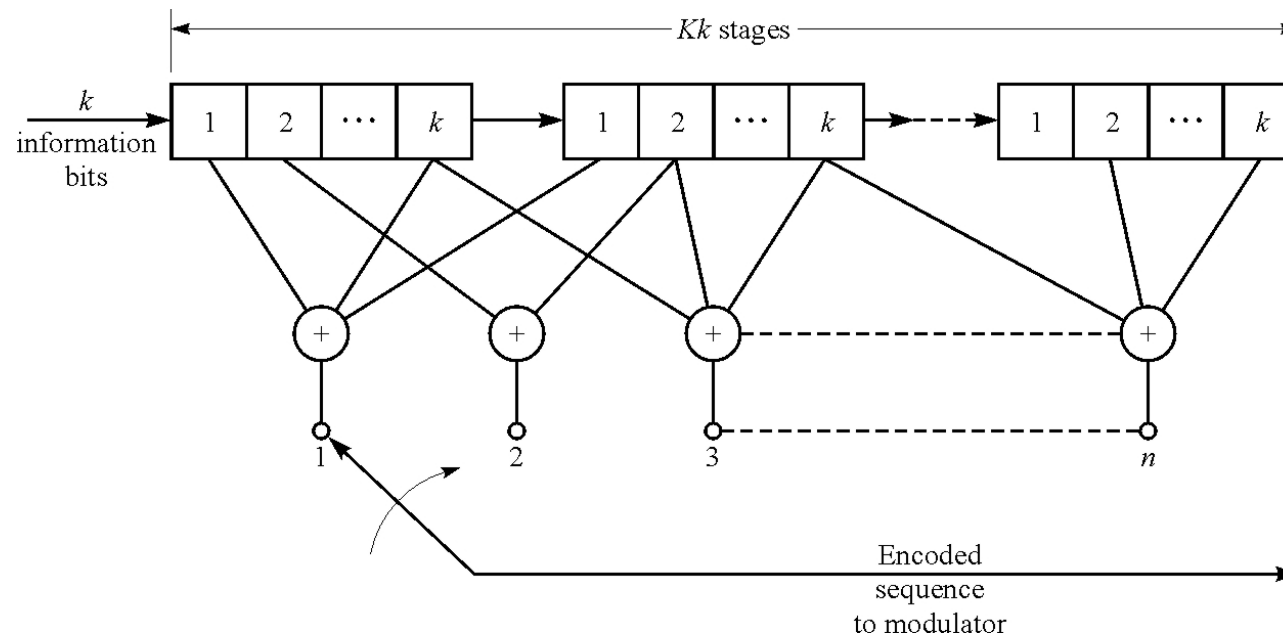 Kk stages
k
information
bits
1 2 ··· k
1 2 ··· k
1 2 ··· k
+ + + +
1 2 3 n
Encoded
sequence
to modulator